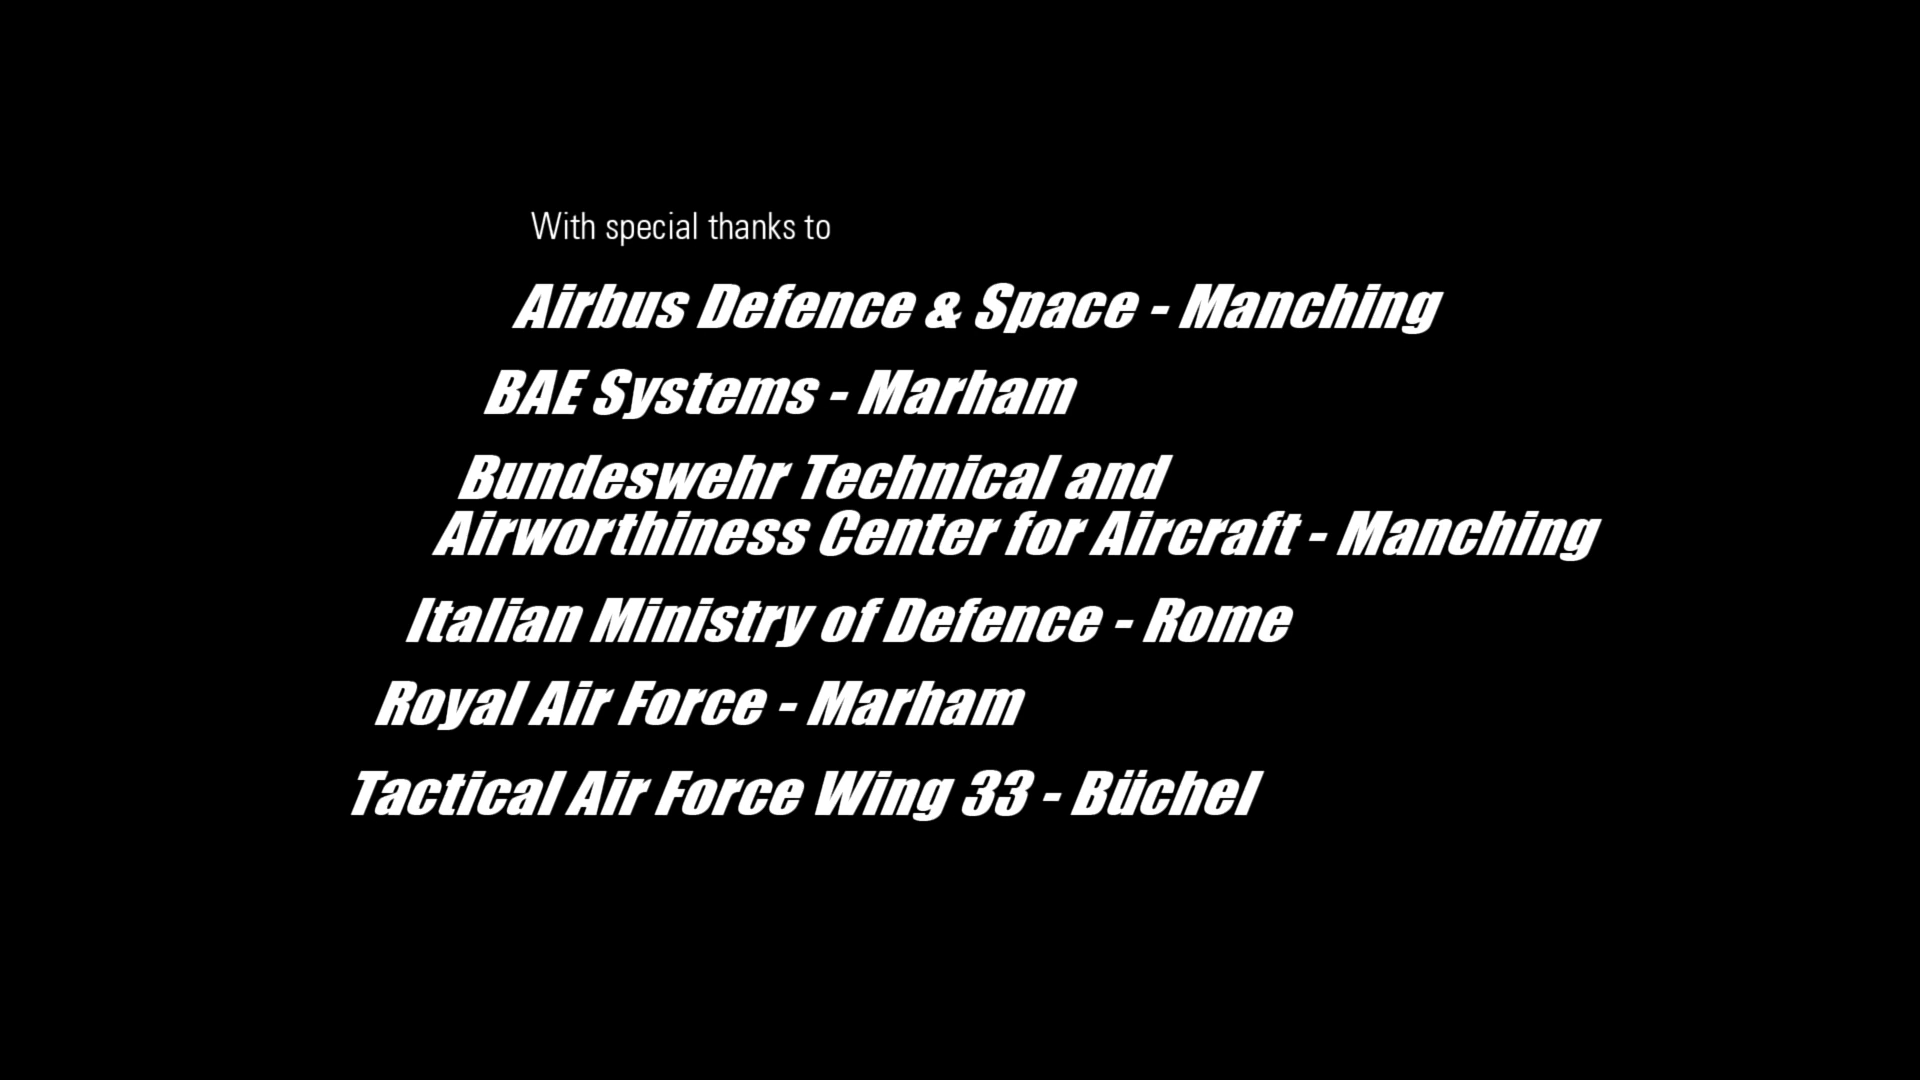 With special thanks to
Airbus Defence & Space - Manching
BAE Systems - Marham
Bundeswehr Technical and
Airworthiness Center for Aircraft - Manching
Italian Ministry of Defence - Rome
Royal Air Force - Marham
Tactical Air Force Wing 33 - Büchel